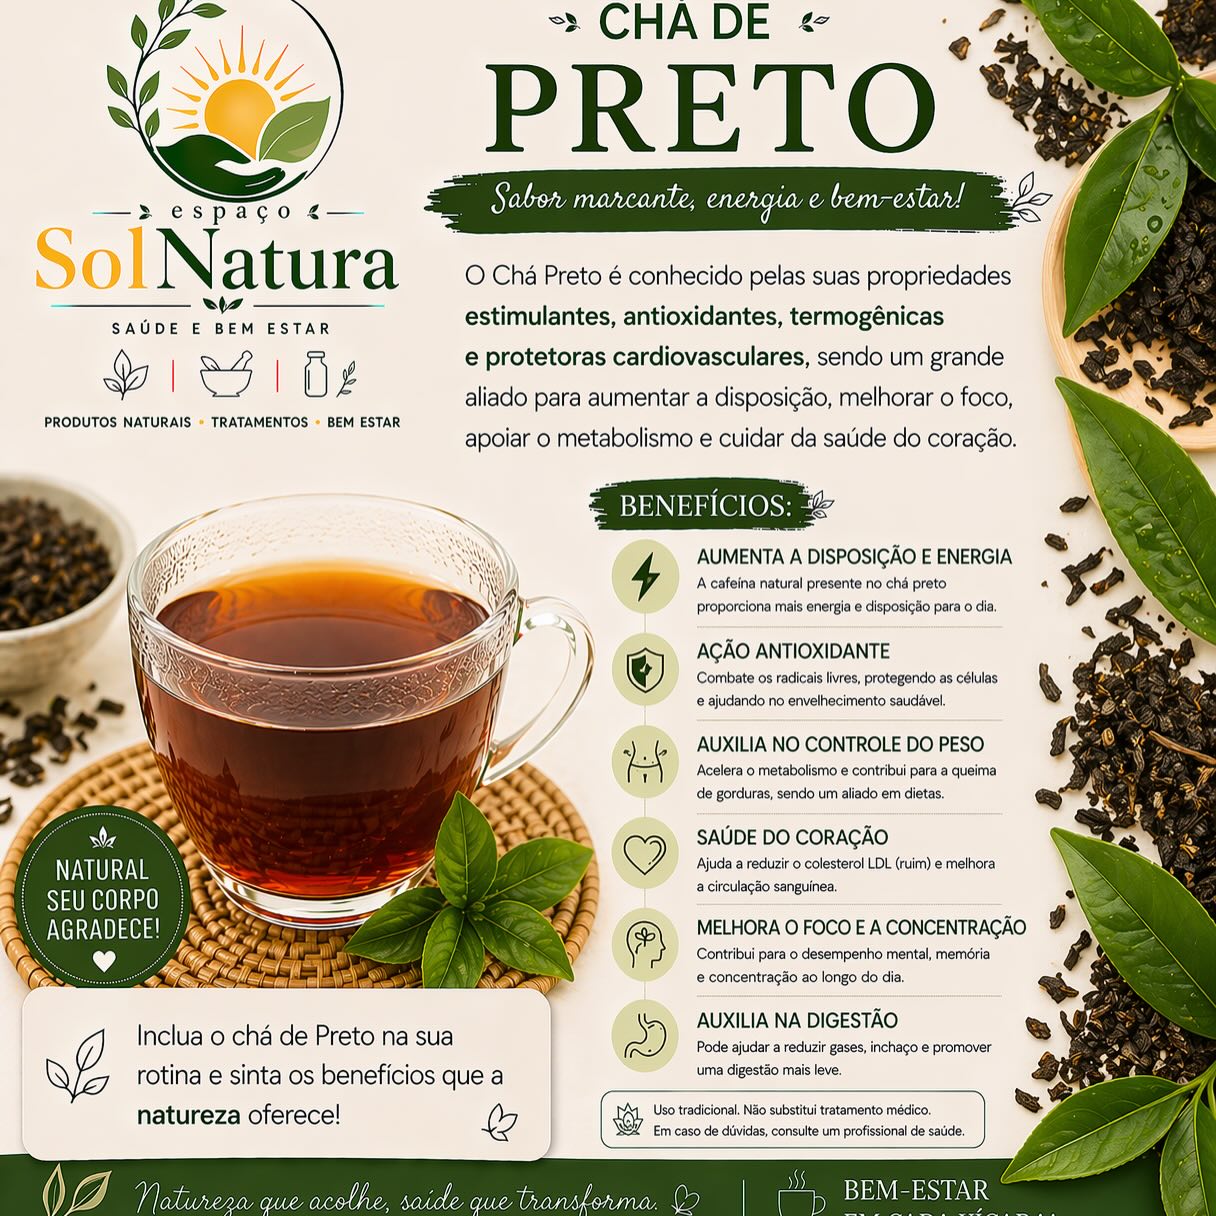 CHÁ DE
PRETO
Sabor marcante, energia e bem-estar!
espaço
SolNatura
SAÚDE E BEM ESTAR
PRODUTOS NATURAIS • TRATAMENTOS • BEM ESTAR
O Chá Preto é conhecido pelas suas propriedades
estimulantes, antioxidantes, termogênicas
e protetoras cardiovasculares, sendo um grande
aliado para aumentar a disposição, melhorar o foco,
apoiar o metabolismo e cuidar da saúde do coração.
BENEFÍCIOS:
AUMENTA A DISPOSIÇÃO E ENERGIA
A cafeína natural presente no chá preto
proporciona mais energia e disposição para o dia.
AÇÃO ANTIOXIDANTE
Combate os radicais livres, protegendo as células
e ajudando no envelhecimento saudável.
AUXILIA NO CONTROLE DO PESO
Acelera o metabolismo e contribui para a queima
de gorduras, sendo um aliado em dietas.
SAÚDE DO CORAÇÃO
Ajuda a reduzir o colesterol LDL (ruim) e melhora
a circulação sanguínea.
MELHORA O FOCO E A CONCENTRAÇÃO
Contribui para o desempenho mental, memória
e concentração ao longo do dia.
AUXILIA NA DIGESTÃO
Pode ajudar a reduzir gases, inchaço e promover
uma digestão mais leve.
Uso tradicional. Não substitui tratamento médico.
Em caso de dúvidas, consulte um profissional de saúde.
NATURAL
SEU CORPO
AGRADECE!
Inclua o chá de Preto na sua
rotina e sinta os benefícios que a
natureza oferece!
Natureza que acolhe, saúde que transforma.
BEM-ESTAR
EM CADA XÍCARA!